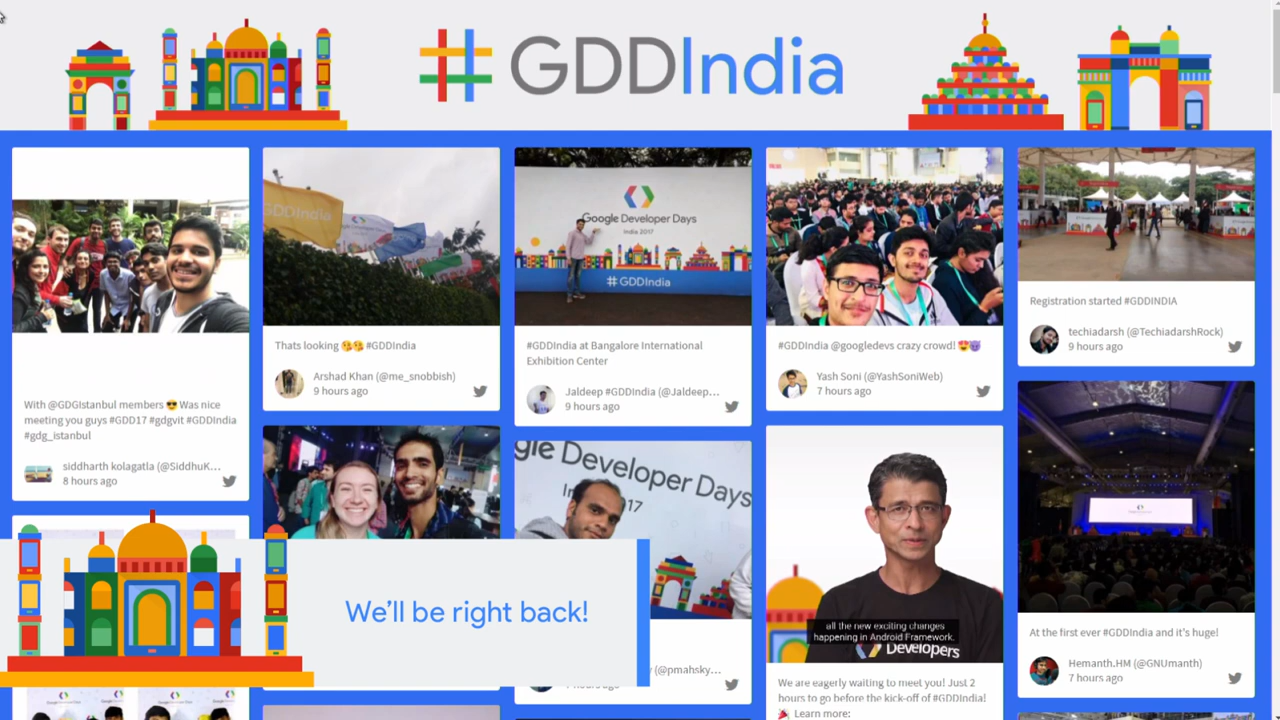 #GDDIndia
With @GDGIstanbul members 😎 Was nice
meeting you guys #GDD17 #gdgvit #GDDIndia
#gdg_istanbul
siddharth kolagatla (@SiddhuK...
8 hours ago
GDDIndia
Thats looking 😘😘 #GDDIndia
Arshad Khan (@me_snobbish)
9 hours ago
Google Developer Days
India 2017
#GDDIndia
#GDDIndia at Bangalore International
Exhibition Center
Jaldeep #GDDIndia (@Jaldeep...
9 hours ago
gle Developer Days
#GDDIndia @googledevs crazy crowd! 😍😈
Yash Soni (@YashSoniWeb)
7 hours ago
all the new exciting changes
happening in Android Framework.
Developers
We are eagerly waiting to meet you! Just 2
hours to go before the kick-off of #GDDIndia!
🎉 Learn more:
Registration started #GDDINDIA
techiadarsh (@TechiadarshRock)
9 hours ago
At the first ever #GDDIndia and it's huge!
Hemanth.HM (@GNUmanth)
7 hours ago
We'll be right back!
(@pmahsky...